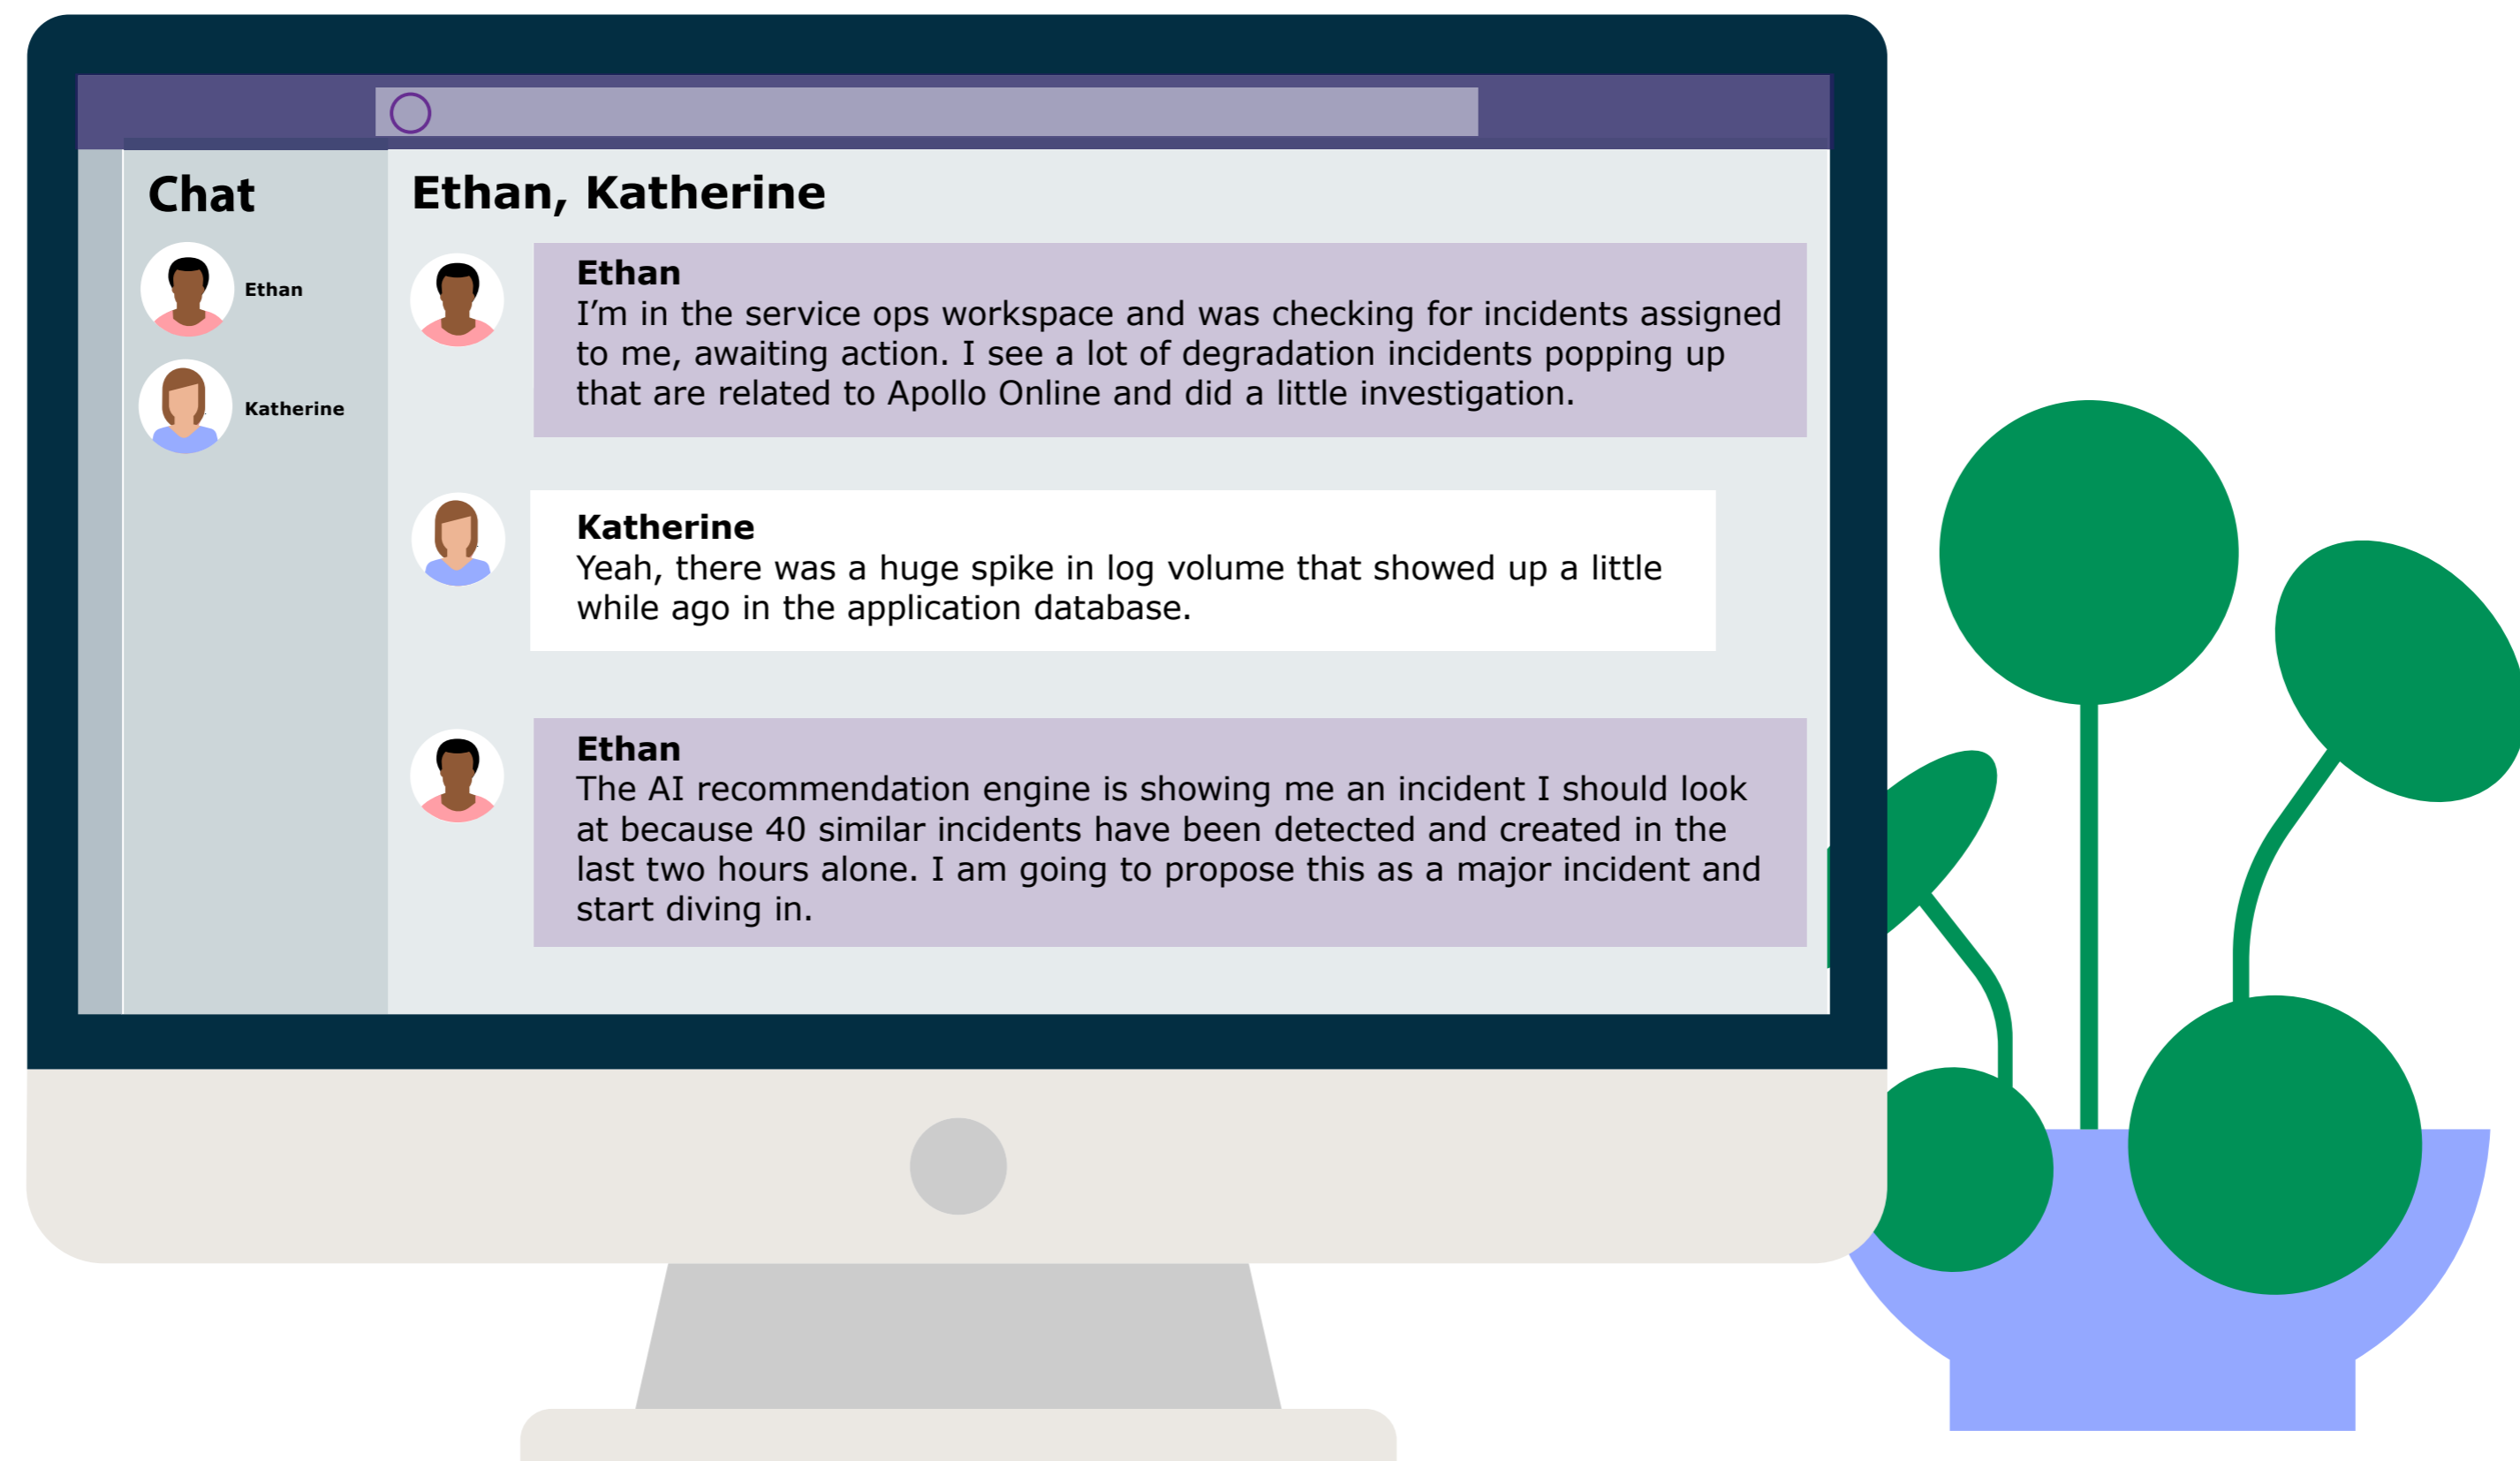 Chat
Ethan
Katherine
Ethan, Katherine
Ethan
I’m in the service ops workspace and was checking for incidents assigned
to me, awaiting action. I see a lot of degradation incidents popping up
that are related to Apollo Online and did a little investigation.
Katherine
Yeah, there was a huge spike in log volume that showed up a little
while ago in the application database.
Ethan
The AI recommendation engine is showing me an incident I should look
at because 40 similar incidents have been detected and created in the
last two hours alone. I am going to propose this as a major incident and
start diving in.